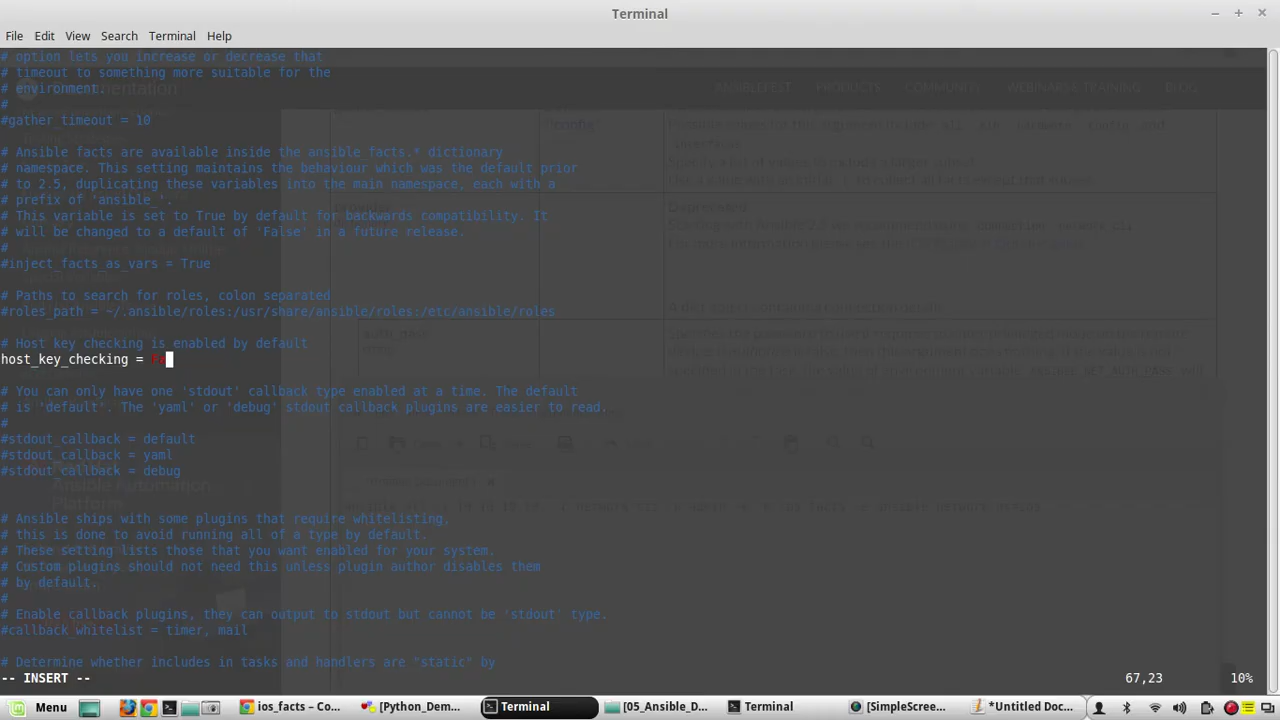 Terminal
File Edit View Search Terminal Help
# option lets you increase or decrease that
# timeout to something more suitable for the
# environment.
#
#gather_timeout = 10
# Ansible facts are available inside the ansible_facts.* dictionary
# namespace. This setting maintains the behaviour which was the default prior
# to 2.5, duplicating these variables into the main namespace, each with a
# prefix of 'ansible_'.
# This variable is set to True by default for backwards compatibility. It
# will be changed to a default of 'False' in a future release.
#
#inject_facts_as_vars = True
# Paths to search for roles, colon separated
#roles_path = ~/.ansible/roles:/usr/share/ansible/roles:/etc/ansible/roles
# Host key checking is enabled by default
host_key_checking =
# You can only have one 'stdout' callback type enabled at a time. The default
# is 'default'. The 'yaml' or 'debug' stdout callback plugins are easier to read.
#
#stdout_callback = default
#stdout_callback = yaml
#stdout_callback = debug
Ansible Automation
Platform
# Ansible ships with some plugins that require whitelisting,
# this is done to avoid running all of a type by default.
# These setting lists those that you want enabled for your system.
# Custom plugins should not need this unless plugin author disables them
# by default.
#
# Enable callback plugins, they can output to stdout but cannot be 'stdout' type.
#callback_whitelist = timer, mail
# Determine whether includes in tasks and handlers are "static" by
-- INSERT -- 67,23 10%
Menu ios_facts – Co... [Python_Dem... Terminal [05_Ansible_D... Terminal [SimpleScree... *Untitled Doc...